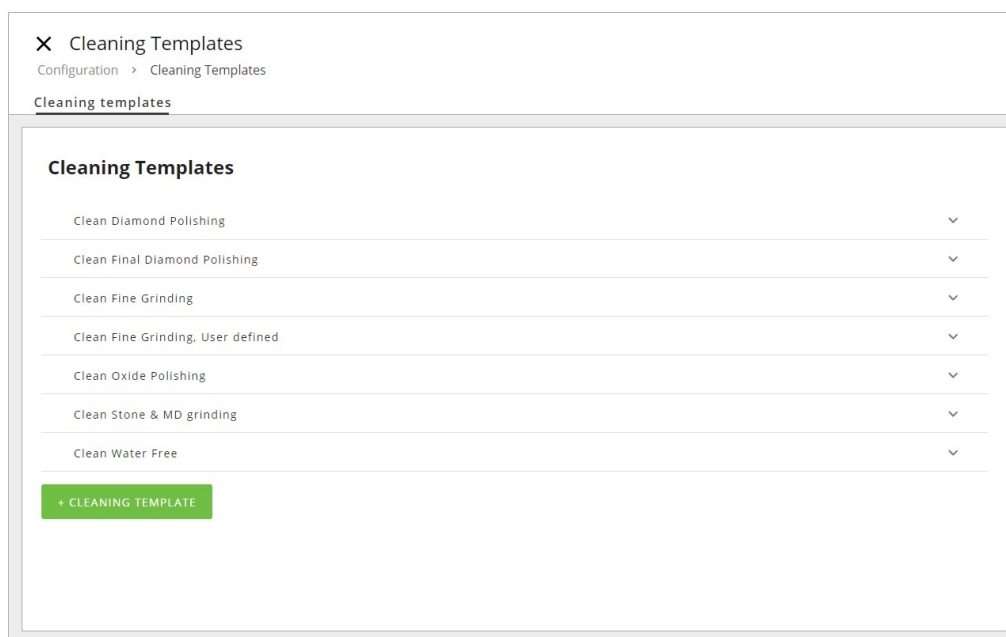 Cleaning Templates
Configuration > Cleaning Templates
Cleaning templates
Cleaning Templates
Clean Diamond Polishing
Clean Final Diamond Polishing
Clean Fine Grinding
Clean Fine Grinding, User defined
Clean Oxide Polishing
Clean Stone & MD grinding
Clean Water Free
+ CLEANING TEMPLATE